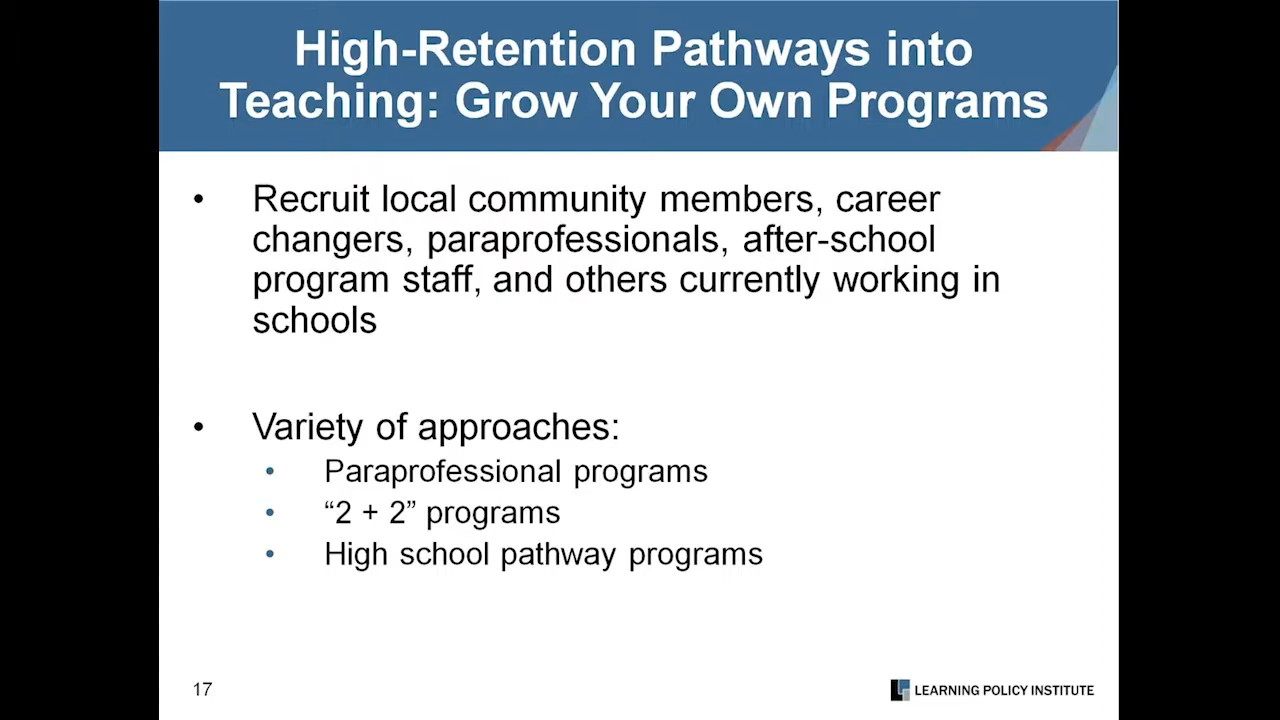 High-Retention Pathways into
Teaching: Grow Your Own Programs
• Recruit local community members, career
changers, paraprofessionals, after-school
program staff, and others currently working in
schools
• Variety of approaches:
• Paraprofessional programs
• “2 + 2” programs
• High school pathway programs
17
LEARNING POLICY INSTITUTE